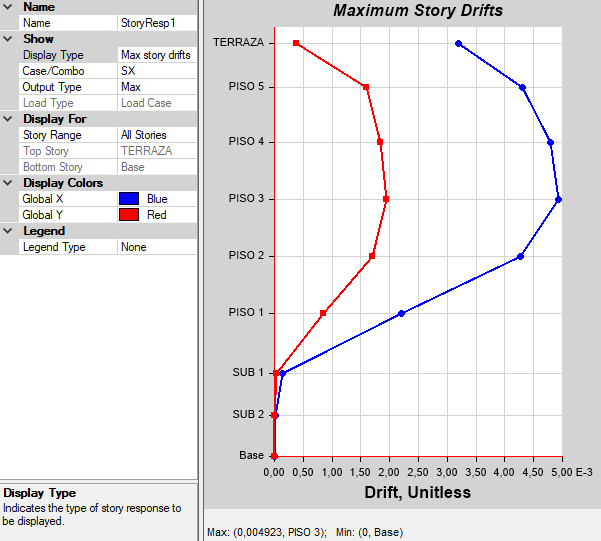 Name
Name StoryResp1
Show
Display Type Max story drifts
Case/Combo SX
Output Type Max
Load Type Load Case
Display For
Story Range All Stories
Top Story TERRAZA
Bottom Story Base
Display Colors
Global X Blue
Global Y Red
Legend
Legend Type None
Display Type
Indicates the type of story response to
be displayed.
Maximum Story Drifts
TERRAZA
PISO 5
PISO 4
PISO 3
PISO 2
PISO 1
SUB 1
SUB 2
Base
0,00 0,50 1,00 1,50 2,00 2,50 3,00 3,50 4,00 4,50 5,00 E-3
Drift, Unitless
Max: (0,004923, PISO 3); Min: (0, Base)